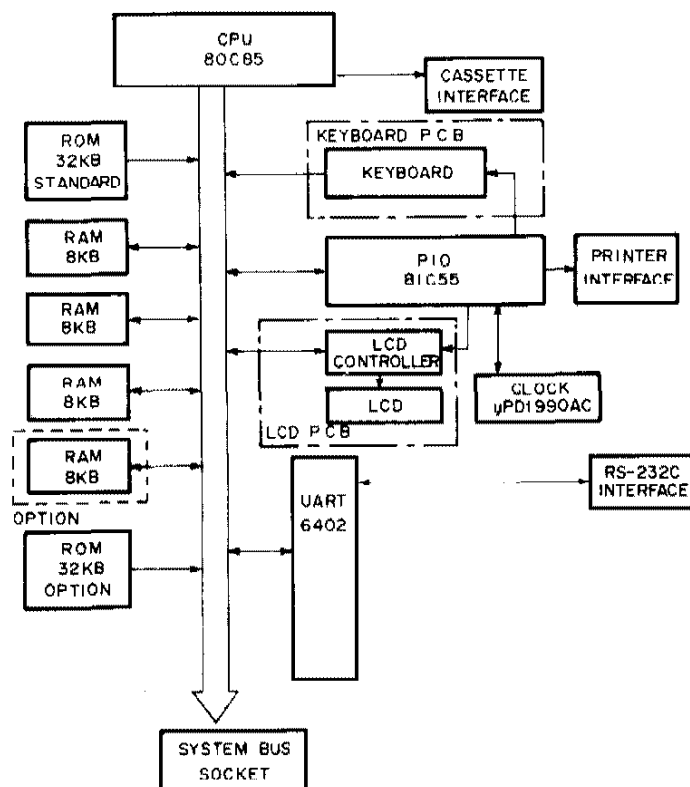 CPU
80C85
CASSETTE
INTERFACE
KEYBOARD P C B
KEYBOARD
ROM
32KB
STANDARD
RAM
8KB
PIO
81C55
PRINTER
INTERFACE
RAM
8KB
LCD
CONTROLLER
LCD
LCD P C B
CLOCK
μPD1990AC
RAM
8KB
RAM
8KB
OPTION
UART
6402
RS-232C
INTERFACE
ROM
32KB
OPTION
SYSTEM BUS
SOCKET